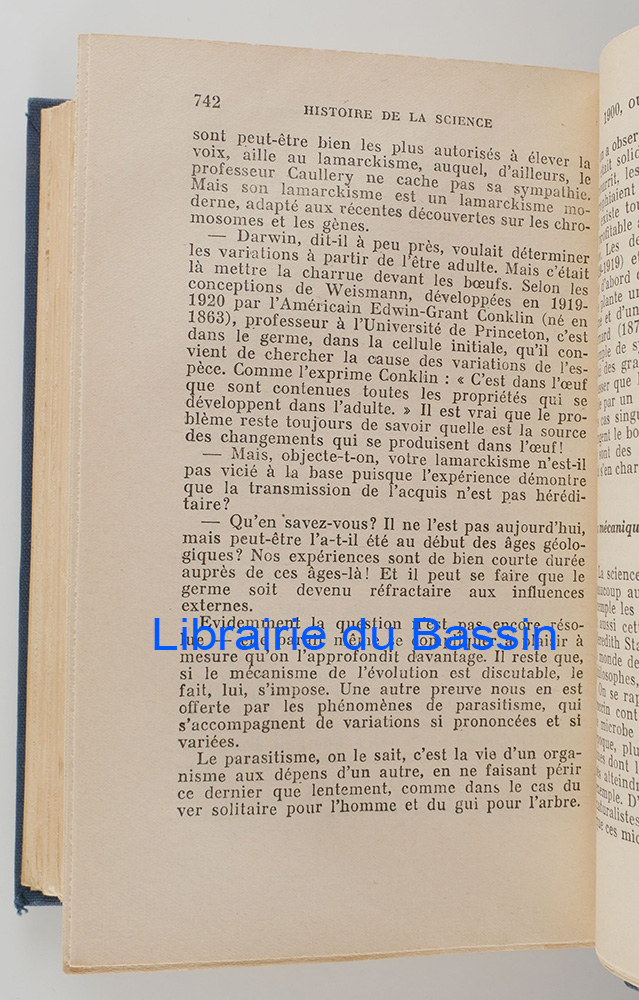 742
HISTOIRE DE LA SCIENCE
sont peut-être bien les plus autorisés à élever la
voix, aille au lamarckisme, auquel, d'ailleurs, le
professeur Caullery ne cache pas sa sympathie.
Mais son lamarckisme est un lamarckisme mo-
derne, adapté aux récentes découvertes sur les chro-
mosomes et les gènes.
— Darwin, dit-il à peu près, voulait déterminer
les variations à partir de l'être adulte. Mais c'était
là mettre la charrue devant les bœufs. Selon les
conceptions de Weismann, développées en 1919-
1920 par l'Américain Edwin-Grant Conklin (né en
1863), professeur à l'Université de Princeton, c'est
dans le germe, dans la cellule initiale, qu'il con-
vient de chercher la cause des variations de l'es-
pèce. Comme l'exprime Conklin : « C'est dans l'œuf
que sont contenues toutes les propriétés qui se
développent dans l'adulte. » Il est vrai que le pro-
blème reste toujours de savoir quelle est la source
des changements qui se produisent dans l'œuf!
— Mais, objecte-t-on, votre lamarckisme n'est-il
pas vicié à la base puisque l'expérience démontre
que la transmission de l'acquis n'est pas hérédi-
taire?
— Qu'en savez-vous? Il ne l'est pas aujourd'hui,
mais peut-être l'a-t-il été au début des âges géolo-
giques? Nos expériences sont de bien courte durée
auprès de ces âges-là! Et il peut se faire que le
germe soit devenu réfractaire aux influences
externes.
Evidemment la question n'est pas encore réso-
Librairie du Bassin
mesure qu'on l'approfondit davantage. Il reste que,
si le mécanisme de l'évolution est discutable, le
fait, lui, s'impose. Une autre preuve nous en est
offerte par les phénomènes de parasitisme, qui
s'accompagnent de variations si prononcées et si
variées.
Le parasitisme, on le sait, c'est la vie d'un orga-
nisme aux dépens d'un autre, en ne faisant périr
ce dernier que lentement, comme dans le cas du
ver solitaire pour l'homme et du gui pour l'arbre.